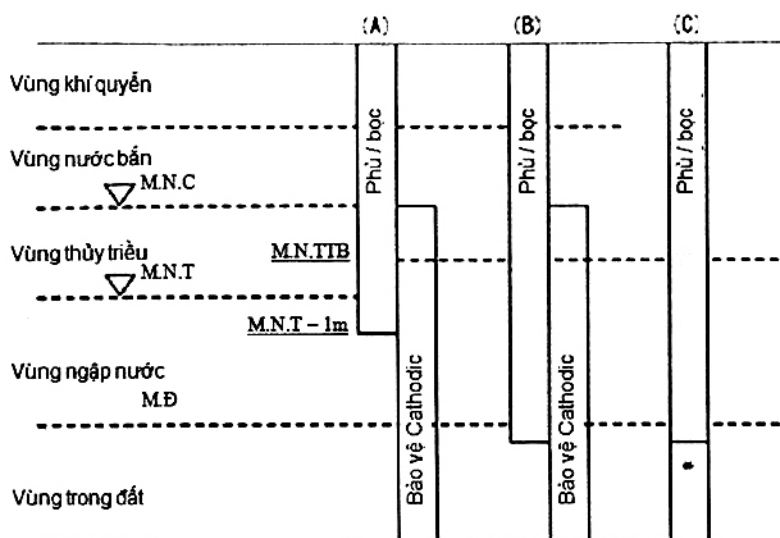 (A) (B) (C)
Vùng khí quyển
Vùng nước bắn
M.N.C
Vùng thủy triều
M.N.TTB
M.N.T
M.N.T – 1m
Vùng ngập nước
M.Đ
Vùng trong đất
Phủ / bọc
Bảo vệ Cathodic
Phủ / bọc
Bảo vệ Cathodic
Phủ / bọc
*